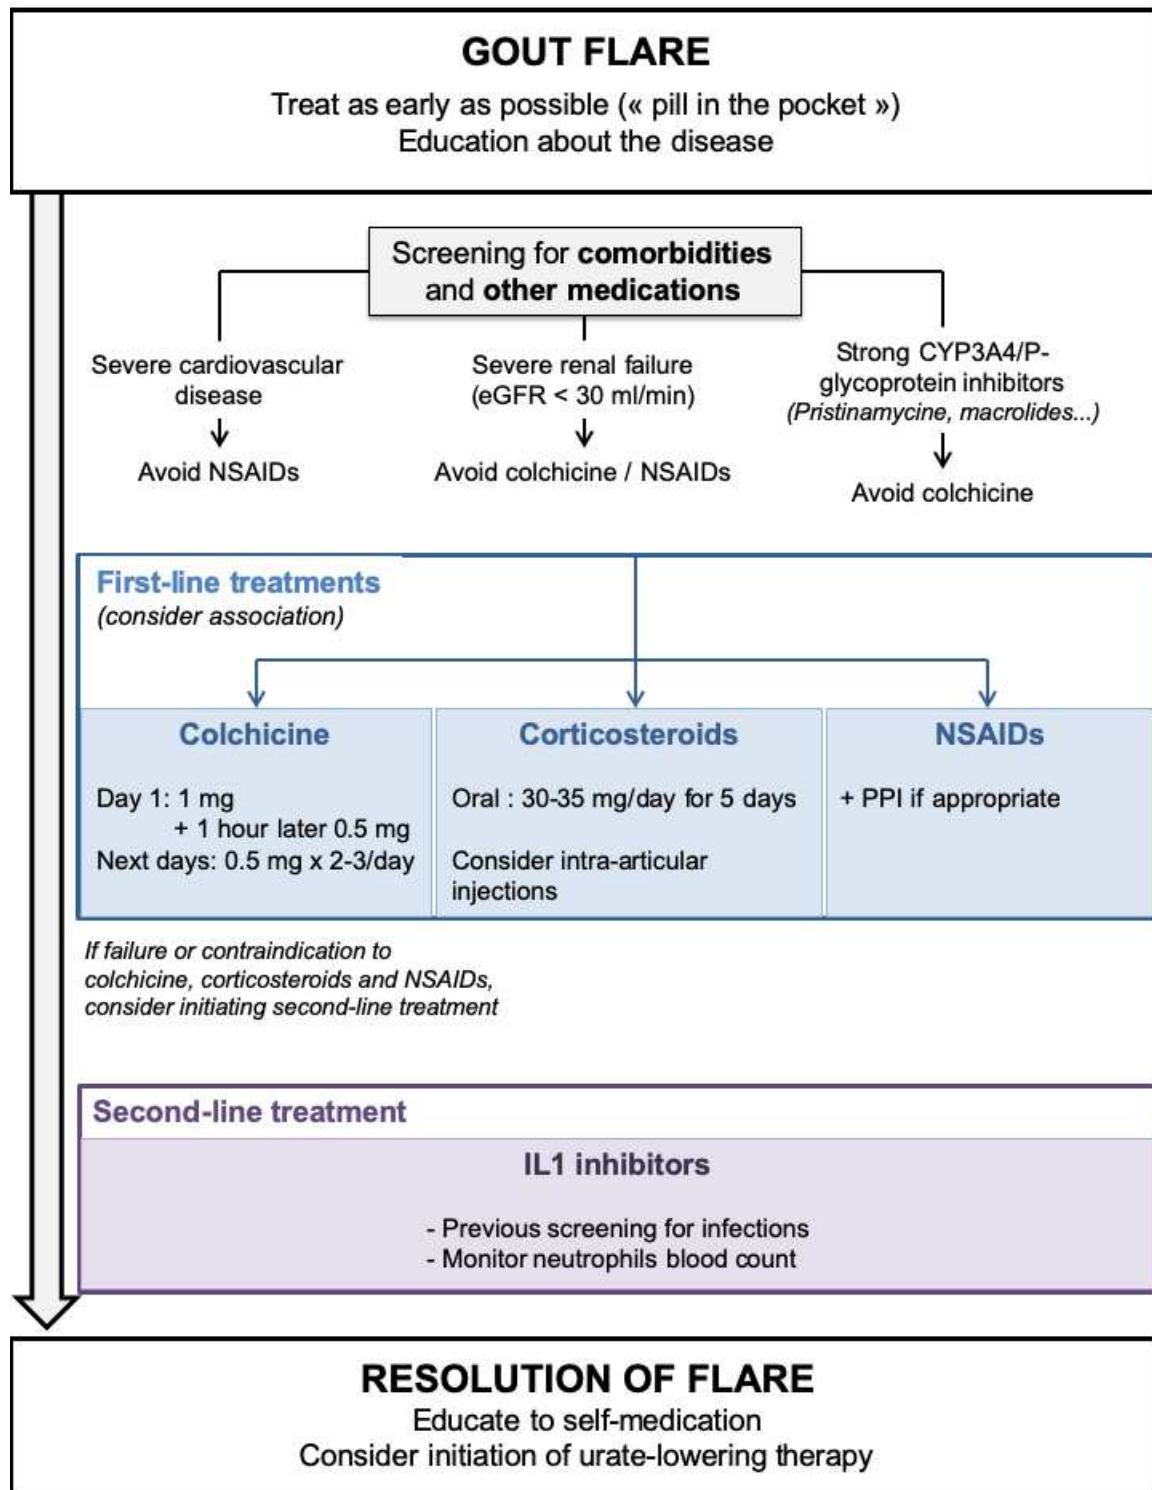 GOUT FLARE
Treat as early as possible (« pill in the pocket »)
Education about the disease
Screening for comorbidities
and other medications
Severe cardiovascular
disease
Avoid NSAIDs
Severe renal failure
(eGFR < 30 ml/min)
Avoid colchicine / NSAIDs
Strong CYP3A4/P-
glycoprotein inhibitors
(Pristinamycine, macrolides...)
Avoid colchicine
First-line treatments
(consider association)
Colchicine
Day 1: 1 mg
+ 1 hour later 0.5 mg
Next days: 0.5 mg x 2-3/day
Corticosteroids
Oral : 30-35 mg/day for 5 days
Consider intra-articular
injections
NSAIDs
+ PPI if appropriate
If failure or contraindication to
colchicine, corticosteroids and NSAIDs,
consider initiating second-line treatment
Second-line treatment
IL1 inhibitors
- Previous screening for infections
- Monitor neutrophils blood count
RESOLUTION OF FLARE
Educate to self-medication
Consider initiation of urate-lowering therapy